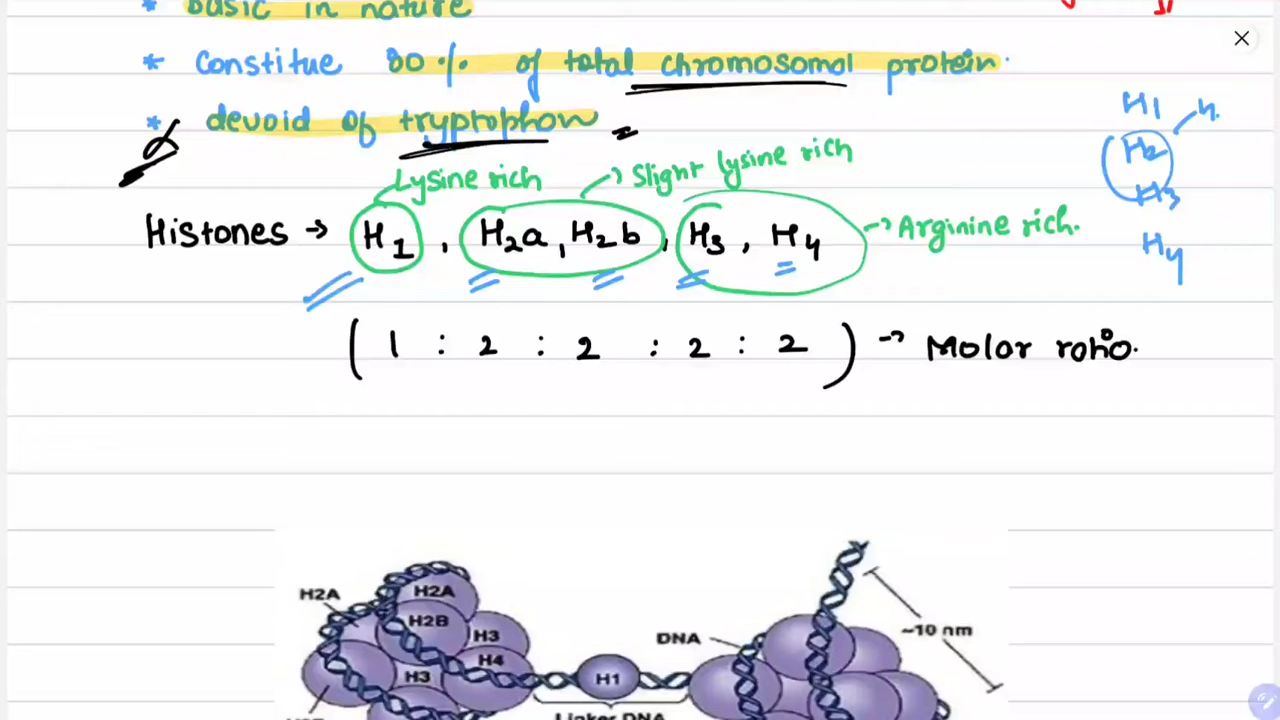 * basic in nature
* constitue 80% of total chromosomal protein.
* devoid of tryptophon
H1
H2
H3
H4
Lysine rich
Slight lysine rich
Histones → H1, H2a, H2b, H3, H4
→ Arginine rich.
(1 : 2 : 2 : 2 : 2) → Molar ratio.
H2A
H2A
H2B
H3
H4
H3
H1
DNA
~10 nm
Linker DNA